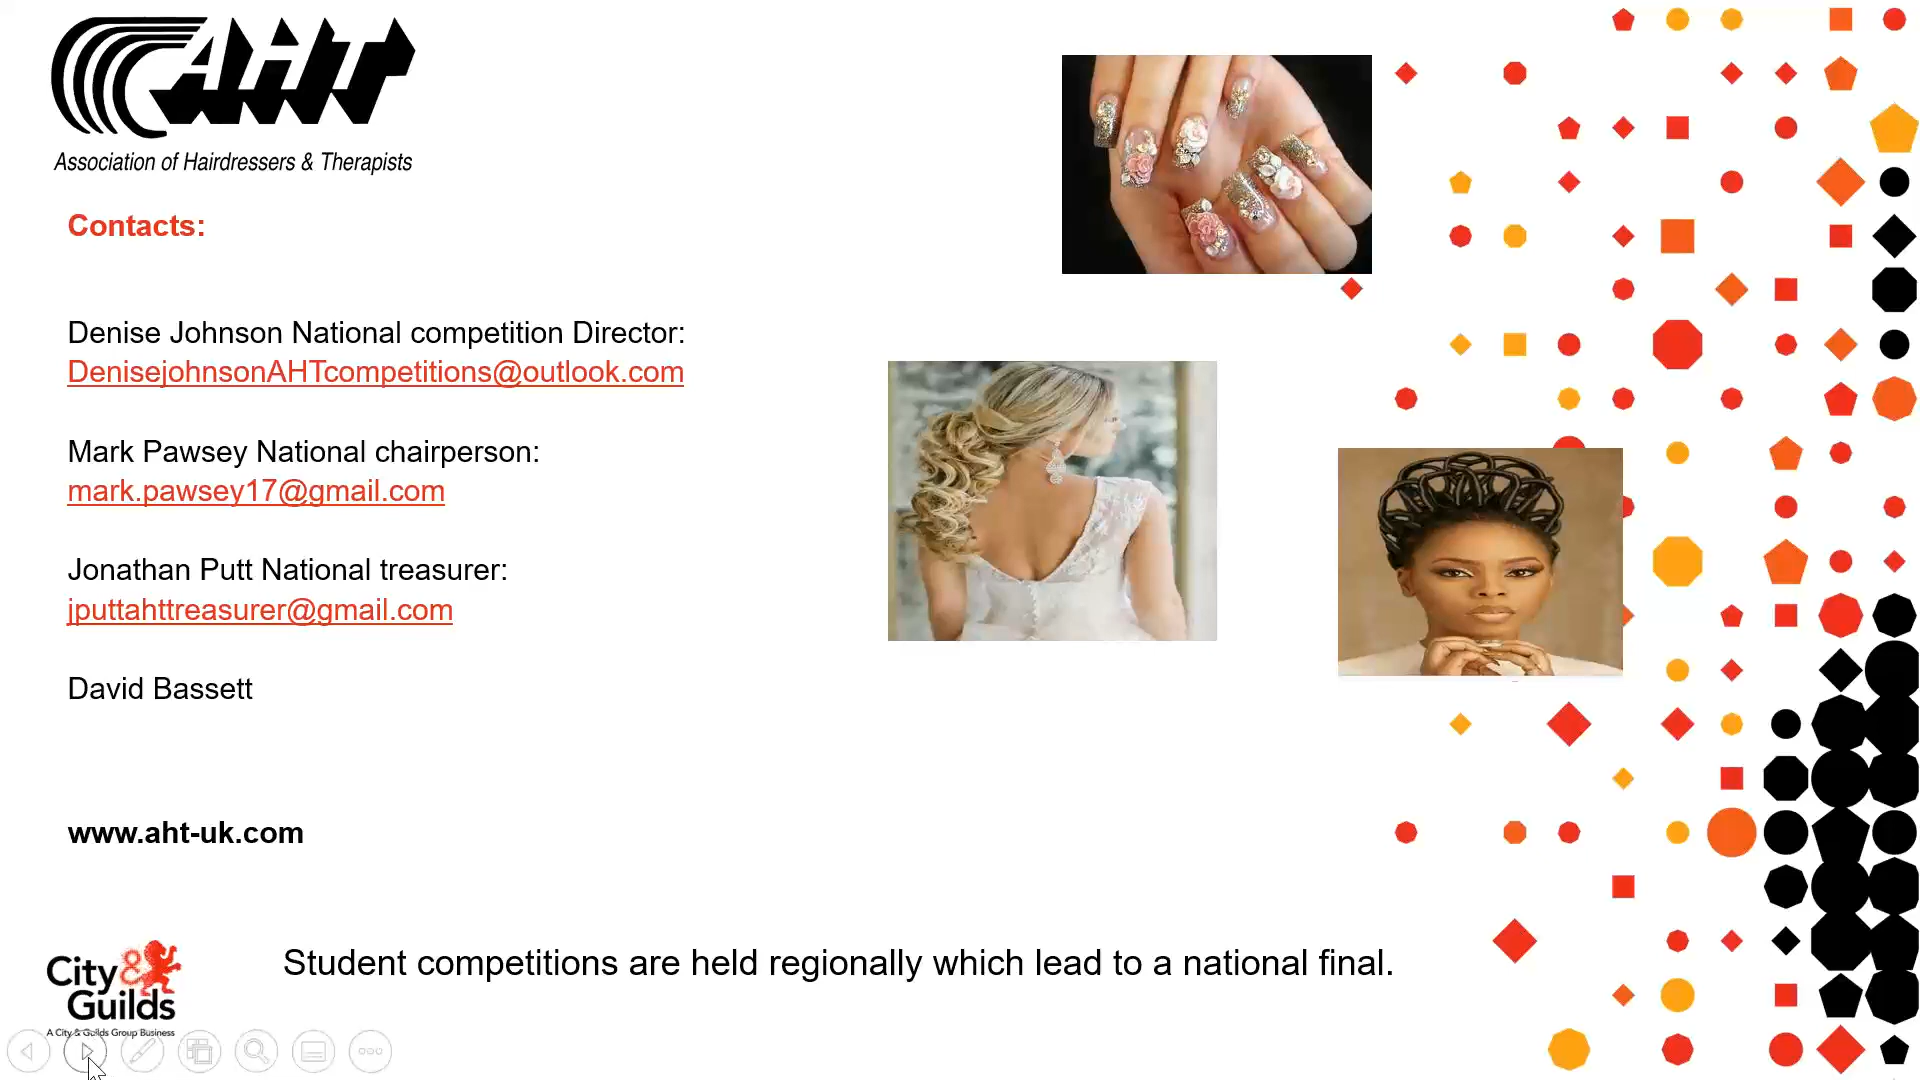 AHT
Association of Hairdressers & Therapists
Contacts:
Denise Johnson National competition Director:
DenisejohnsonAHTcompetitions@outlook.com
Mark Pawsey National chairperson:
mark.pawsey17@gmail.com
Jonathan Putt National treasurer:
jputtahttreasurer@gmail.com
David Bassett
www.aht-uk.com
City &
Guilds
A City & Guilds Group Business
Student competitions are held regionally which lead to a national final.